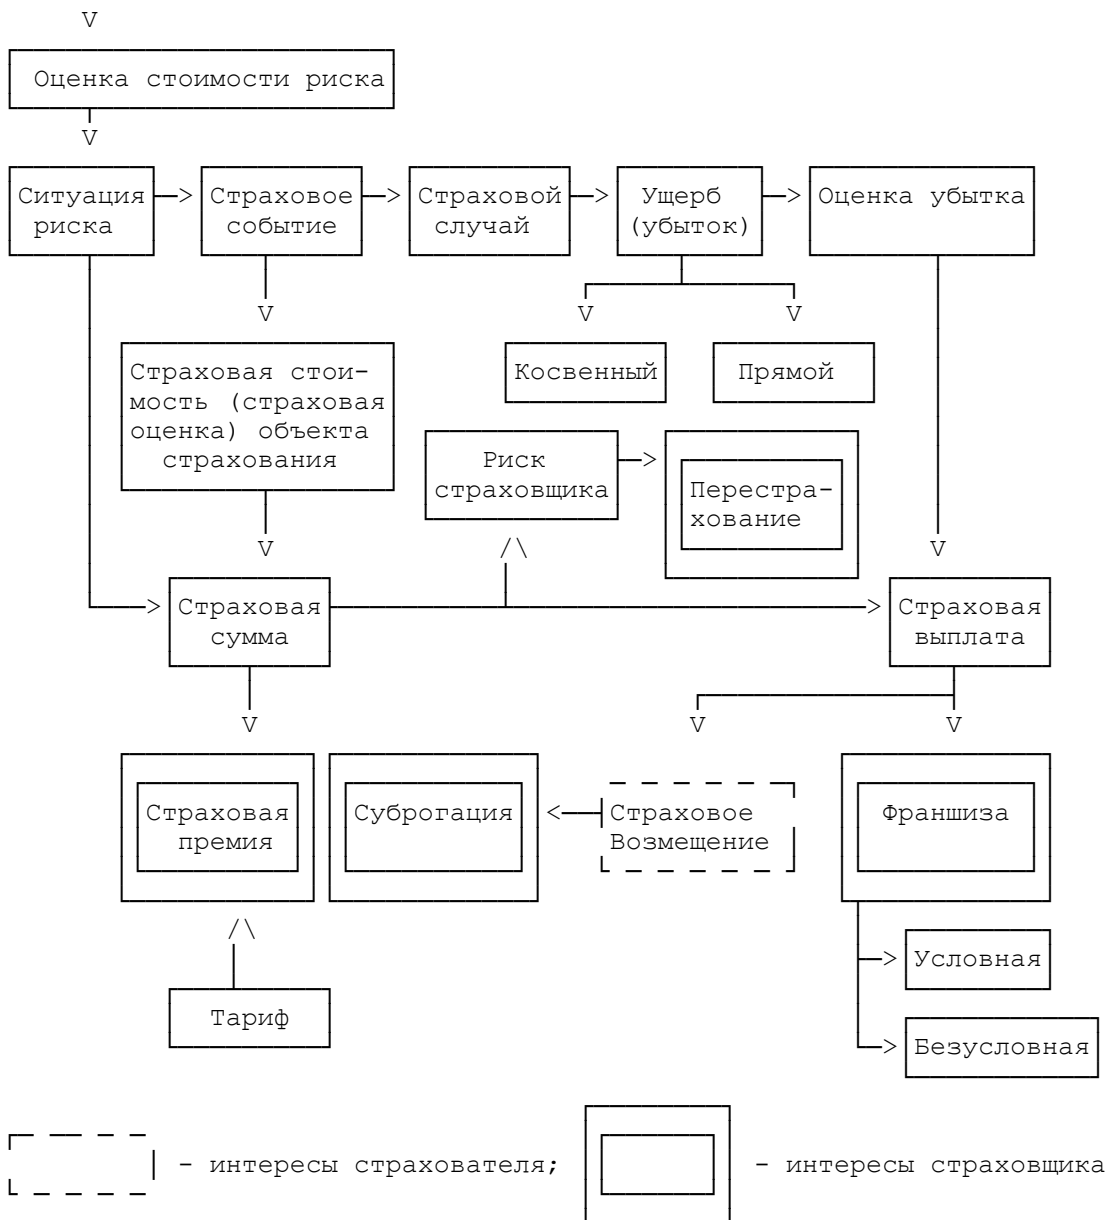 V
Оценка стоимости риска
V
Ситуация -> Страховое -> Страховой -> Ущерб -> Оценка убытка
риска событие случай (убыток)
V V V
Страховая стои-
мость (страховая
оценка) объекта
страхования
Косвенный
Прямой
Риск ->
страховщика
Перестра-
хование
V /\ V
-> Страховая -> Страховая
сумма выплата
V V V
Страховая
премия
Суброгация
<- Страховое
Возмещение
Франшиза
/\
-> Условная
Тариф
-> Безусловная
- интересы страхователя; - интересы страховщика